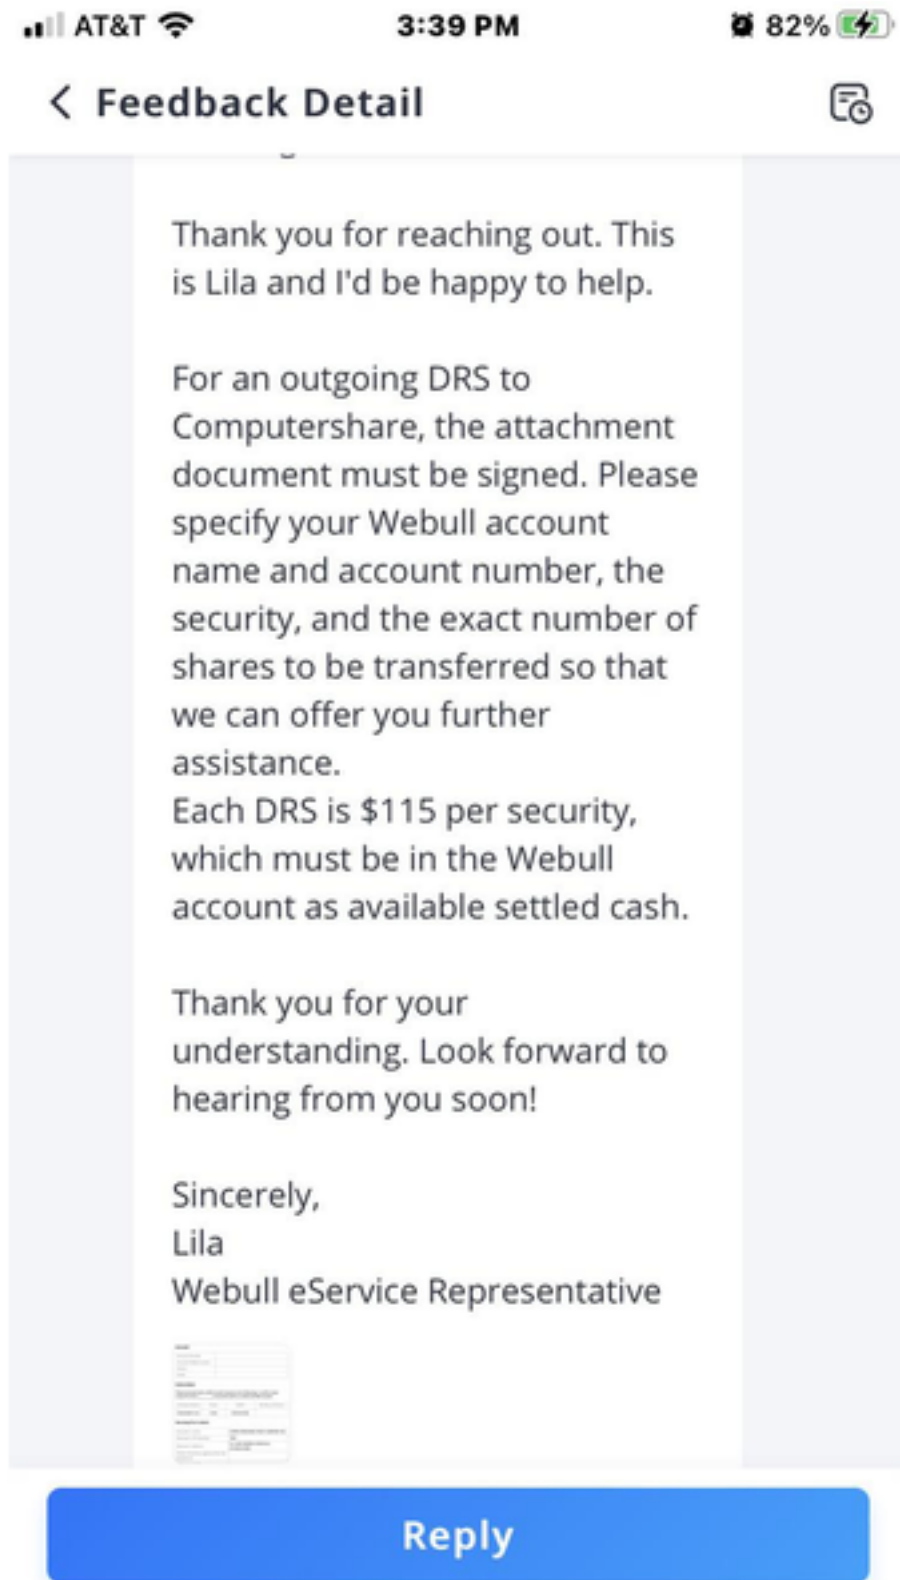 AT&T 3:39 PM 82%
Feedback Detail
Thank you for reaching out. This
is Lila and I'd be happy to help.
For an outgoing DRS to
Computershare, the attachment
document must be signed. Please
specify your Webull account
name and account number, the
security, and the exact number of
shares to be transferred so that
we can offer you further
assistance.
Each DRS is $115 per security,
which must be in the Webull
account as available settled cash.
Thank you for your
understanding. Look forward to
hearing from you soon!
Sincerely,
Lila
Webull eService Representative
Reply